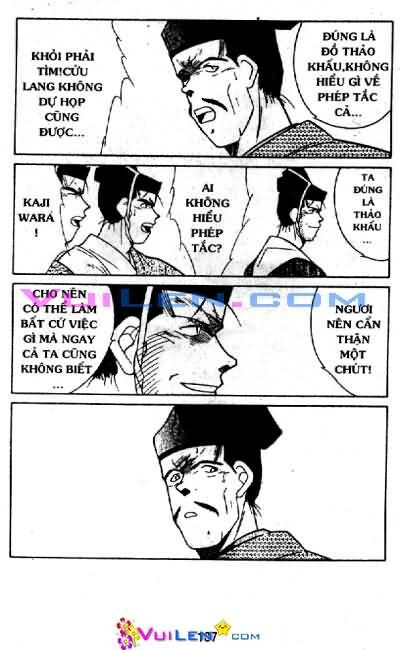 ĐÚNG LÀ
ĐỒ THẢO
KHẤU,KHÔNG
HIỂU GÌ VỀ
PHÉP TẮC
CẢ...
KHỎI PHẢI
TÌM!CỬU
LANG KHÔNG
DỰ HỌP
CŨNG
ĐƯỢC...
TA
ĐÚNG
LÀ
THẢO
KHẤU
...
AI
KHÔNG
HIỂU
PHÉP
TẮC?
KAJI
WARA
!
NGƯƠI
NÊN CẨN
THẬN
MỘT
CHÚT!
CHO NÊN
CÓ THỂ LÀM
BẤT CỨ VIỆC
GÌ MÀ NGAY
CẢ TA CŨNG
KHÔNG BIẾT
...
VUILEN.COM
137
VUILEN.COM